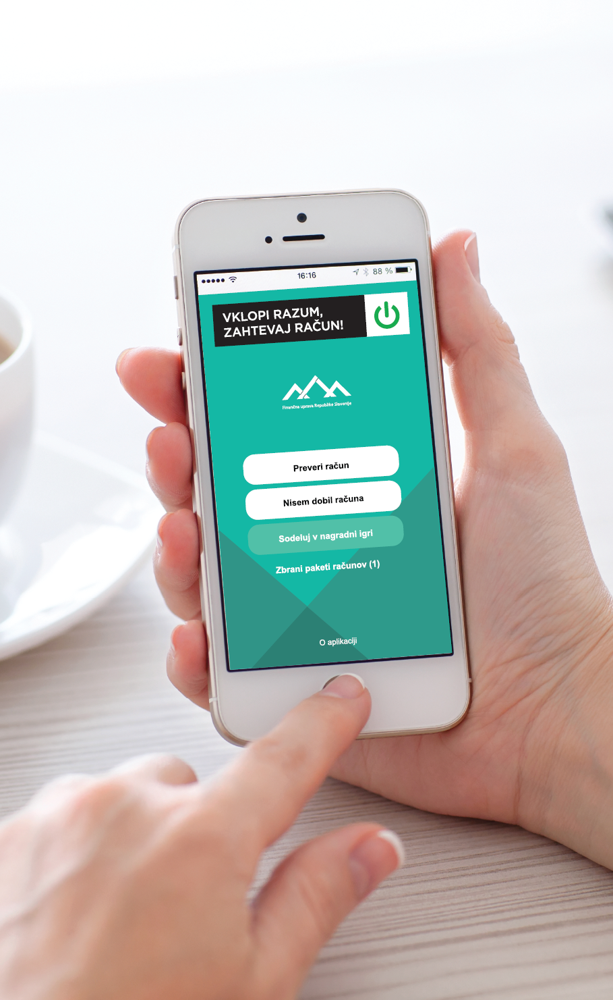 16:16
88 %
VKLOPI RAZUM,
ZAHTEVAJ RAČUN!
Finančna uprava Republike Slovenije
Preveri račun
Nisem dobil računa
Sodeluj v nagradni igri
Zbrani paketi računov (1)
O aplikaciji